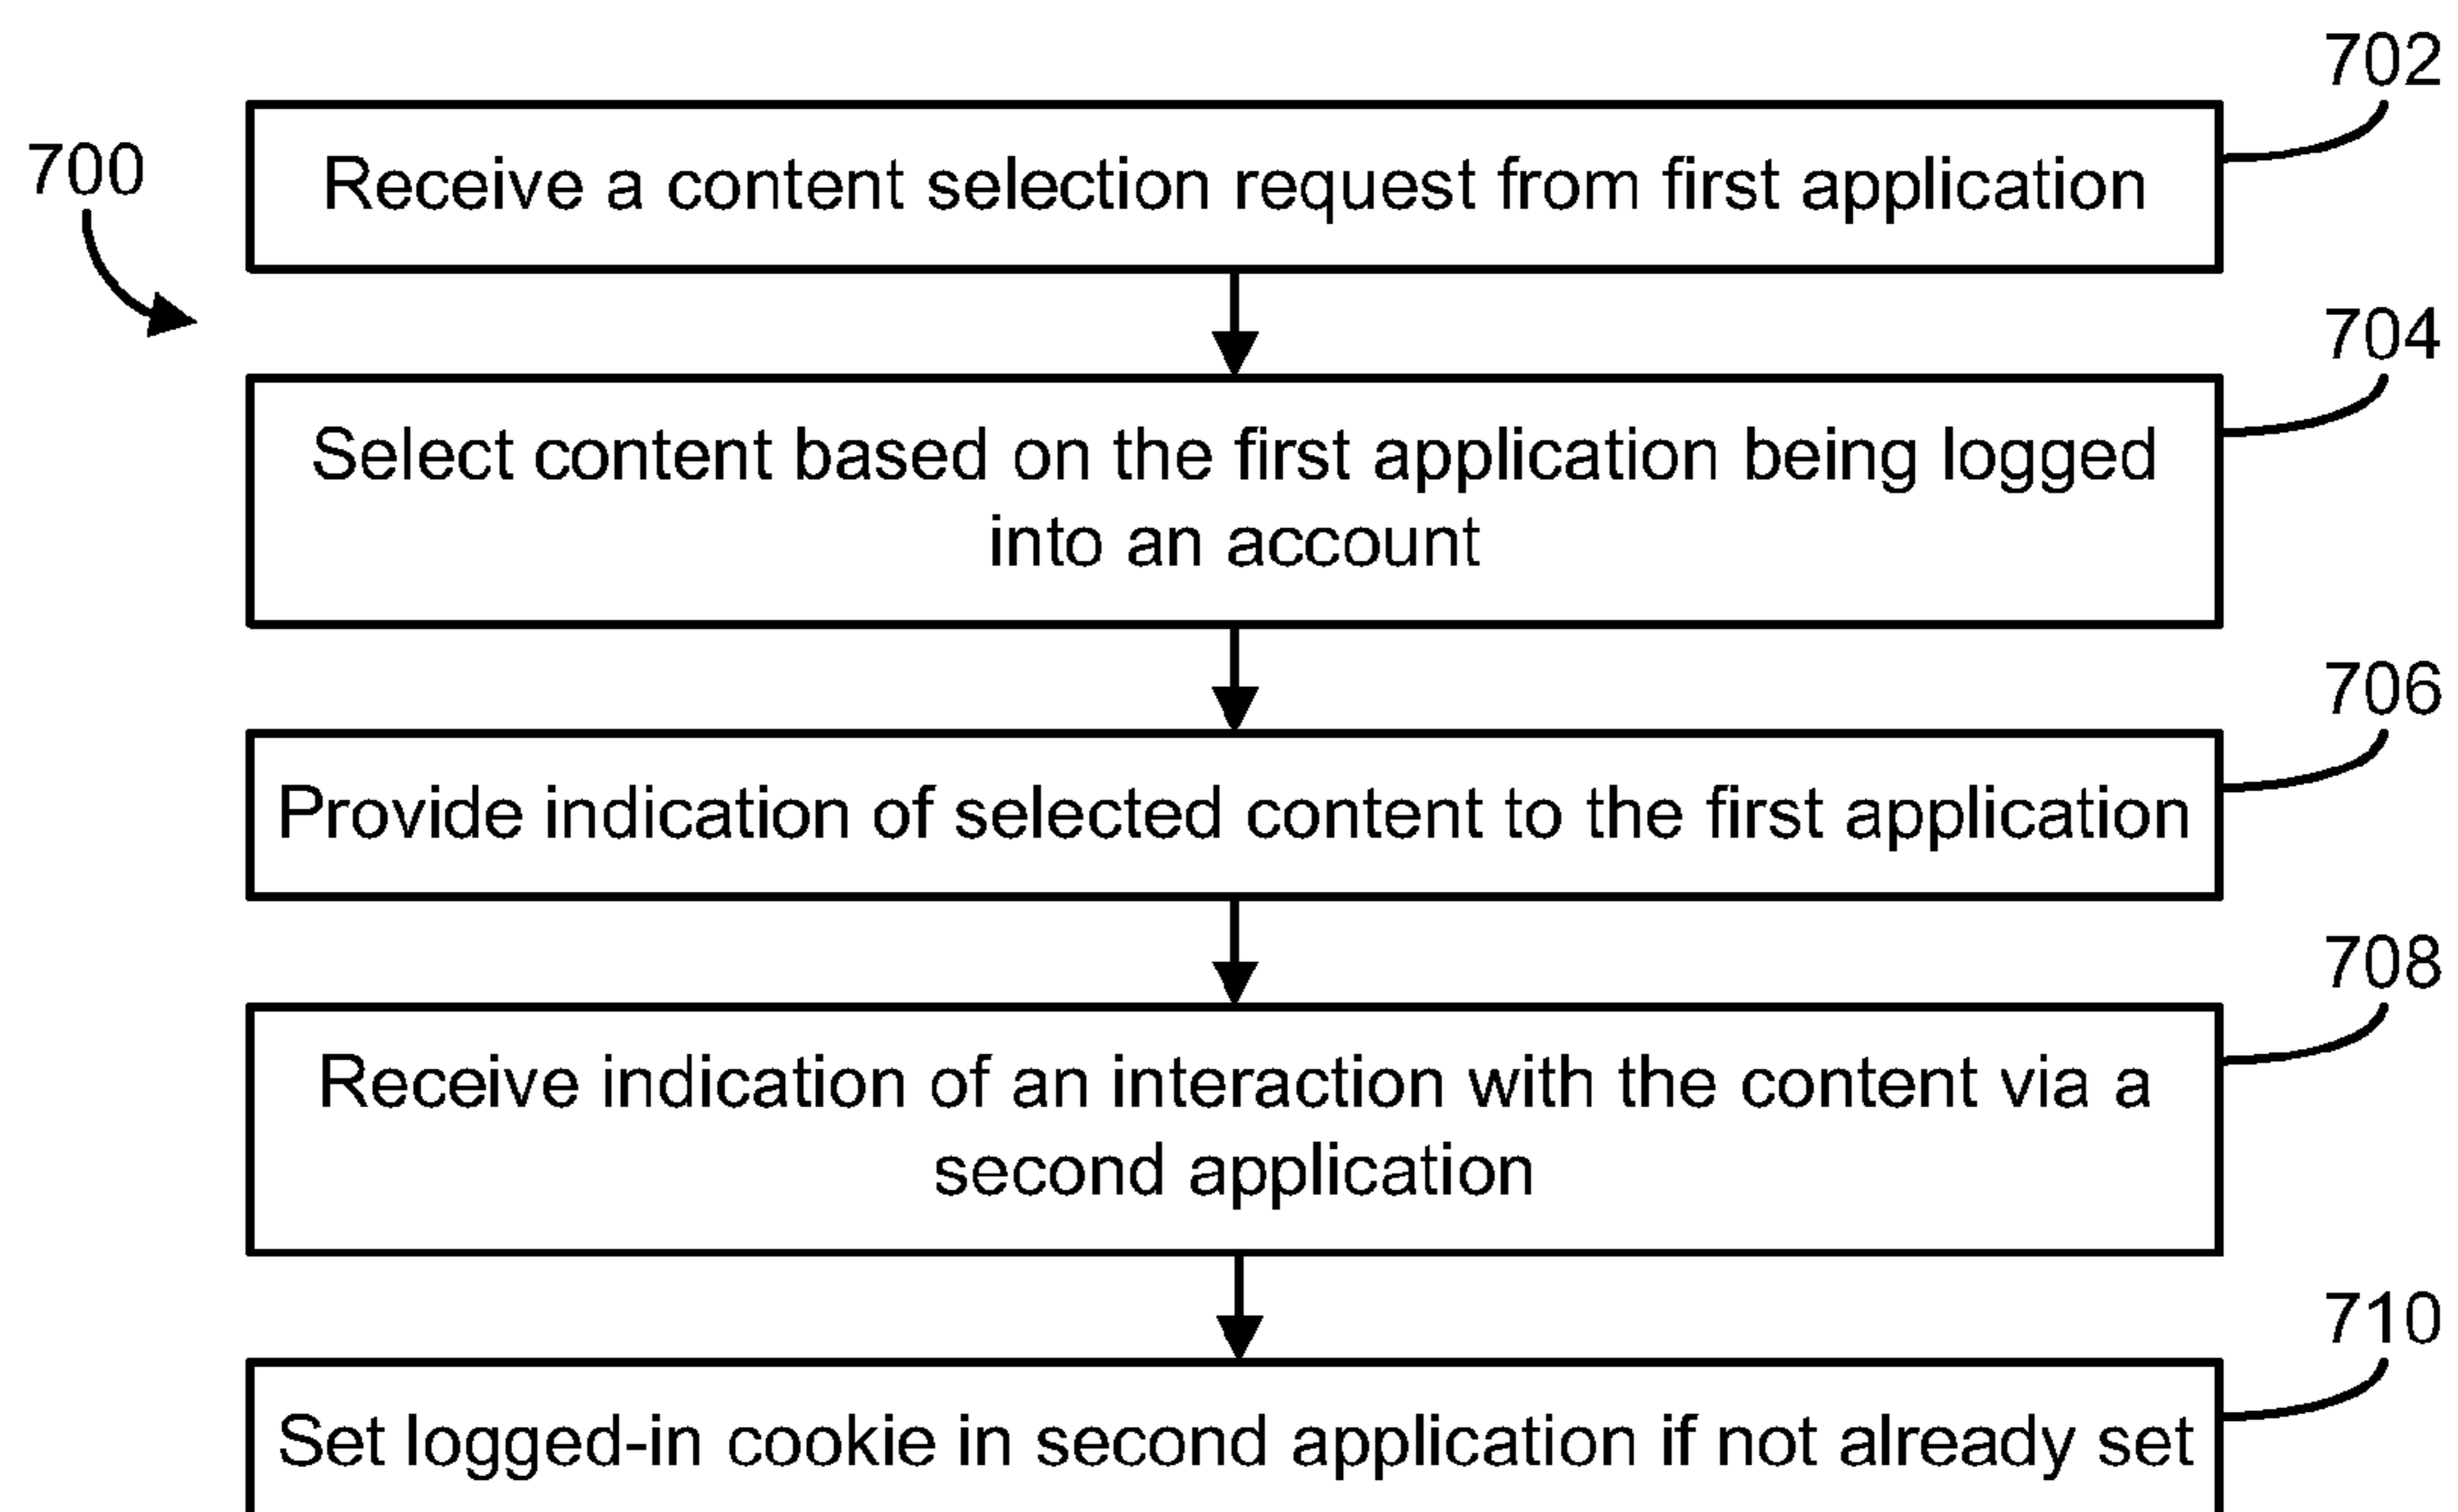 702
700
Receive a content selection request from first application
704
Select content based on the first application being logged
into an account
706
Provide indication of selected content to the first application
708
Receive indication of an interaction with the content via a
second application
710
Set logged-in cookie in second application if not already set